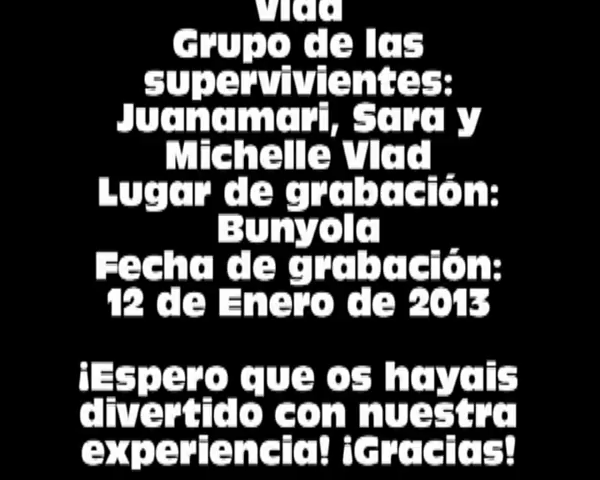 Vlad
Grupo de las
supervivientes:
Juanamari, Sara y
Michelle Vlad
Lugar de grabación:
Bunyola
Fecha de grabación:
12 de Enero de 2013
¡Espero que os hayais
divertido con nuestra
experiencia! ¡Gracias!